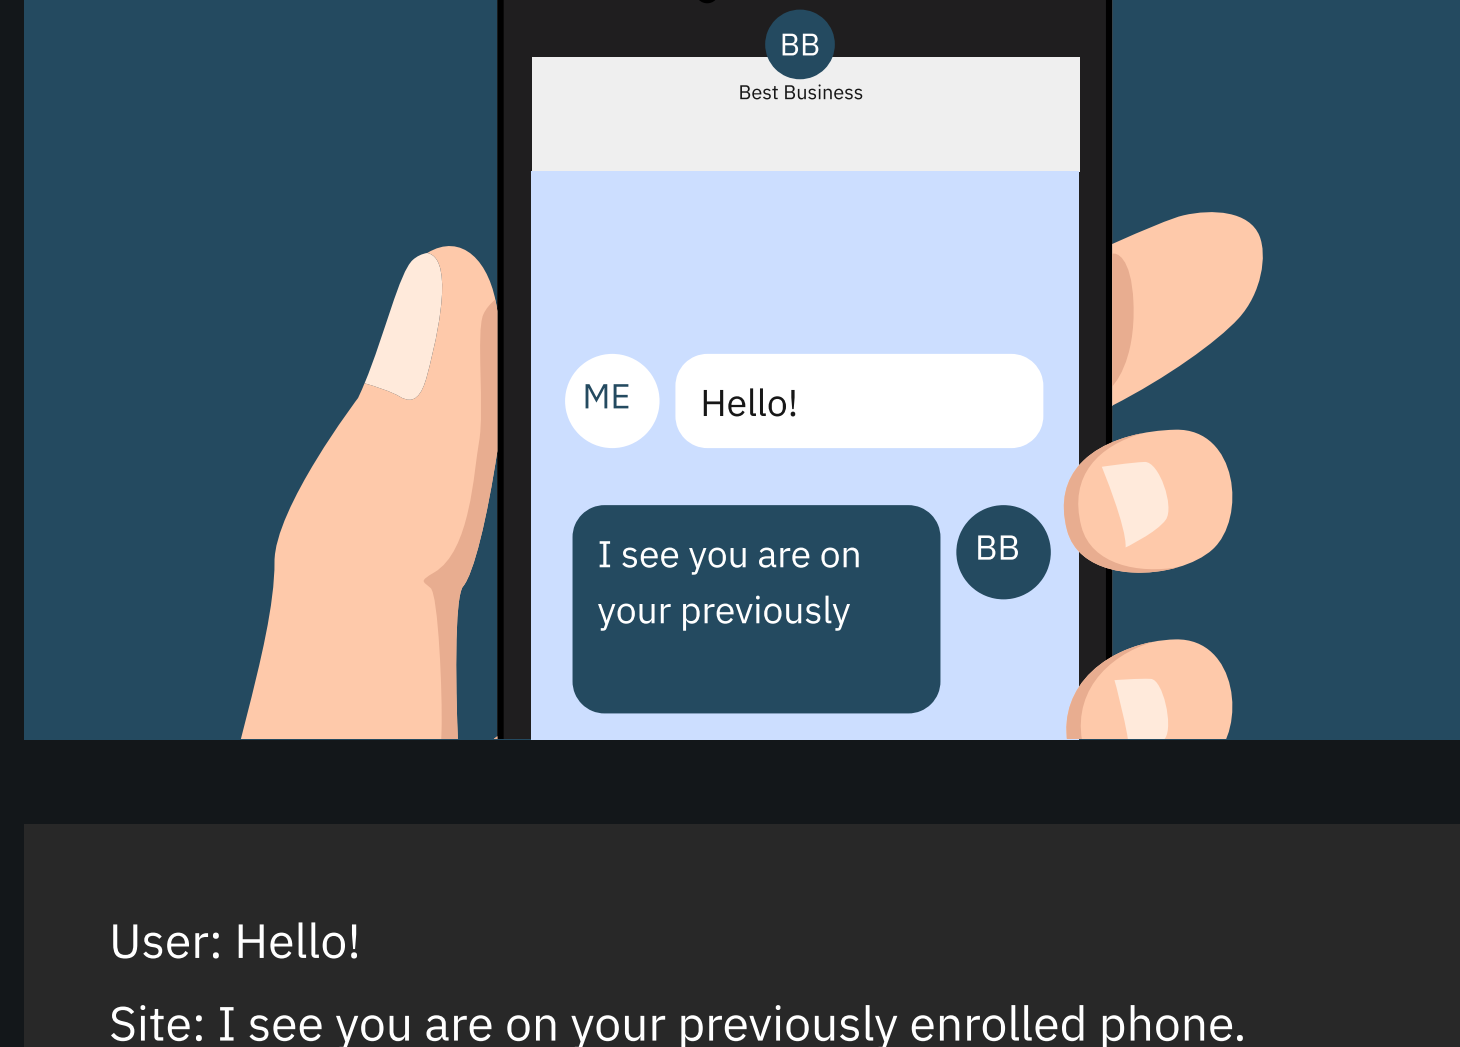 BB
Best Business
ME
Hello!
I see you are on
your previously
BB
User: Hello!
Site: I see you are on your previously enrolled phone.